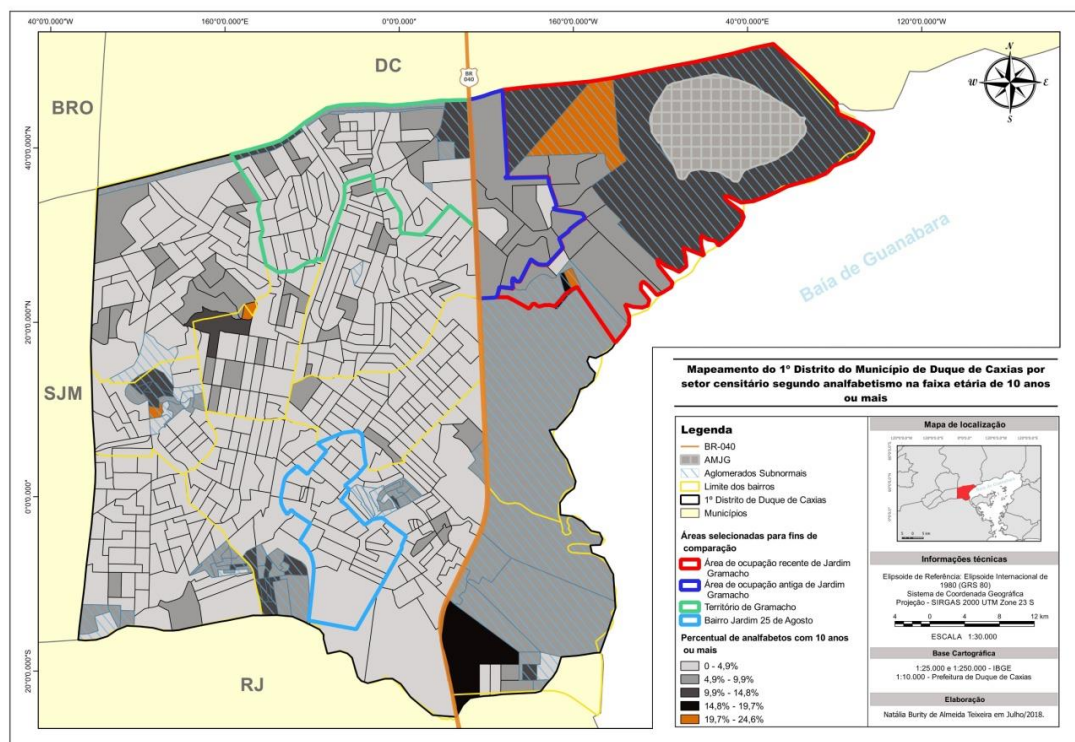 40°0'0.000"W
160°0'0.000"W
0°0'0.000"
160°0'0.000"W
40°0'0.000"W
120°0'0.000"W
DC
BR
040
BRO
N
W
E
S
40°0'0.000"N
Baía de Guanabara
20°0'0.000"N
SJM
0°0'0.000"
20°0'0.000"S
RJ
Mapeamento do 1º Distrito do Município de Duque de Caxias por
setor censitário segundo analfabetismo na faixa etária de 10 anos
ou mais
Legenda
BR-040
AMJG
Aglomerados Subnormais
Limite dos bairros
1º Distrito de Duque de Caxias
Municípios
Áreas selecionadas para fins de
comparação
Área de ocupação recente de Jardim
Gramacho
Área de ocupação antiga de Jardim
Gramacho
Território de Gramacho
Bairro Jardim 25 de Agosto
Percentual de analfabetos com 10 anos
ou mais
0 - 4,9%
4,9% - 9,9%
9,9% - 14,8%
14,8% - 19,7%
19,7% - 24,6%
Mapa de localização
Informações técnicas
Elipsoide de Referência: Elipsoide Internacional de
1980 (GRS 80)
Sistema de Coordenada Geográfica
Projeção - SIRGAS 2000 UTM Zone 23 S
4 0 4 8 12 km
ESCALA 1:30.000
Base Cartográfica
1:25.000 e 1:250.000 - IBGE
1:10.000 - Prefeitura de Duque de Caxias
Elaboração
Natália Burity de Almeida Teixeira em Julho/2018.